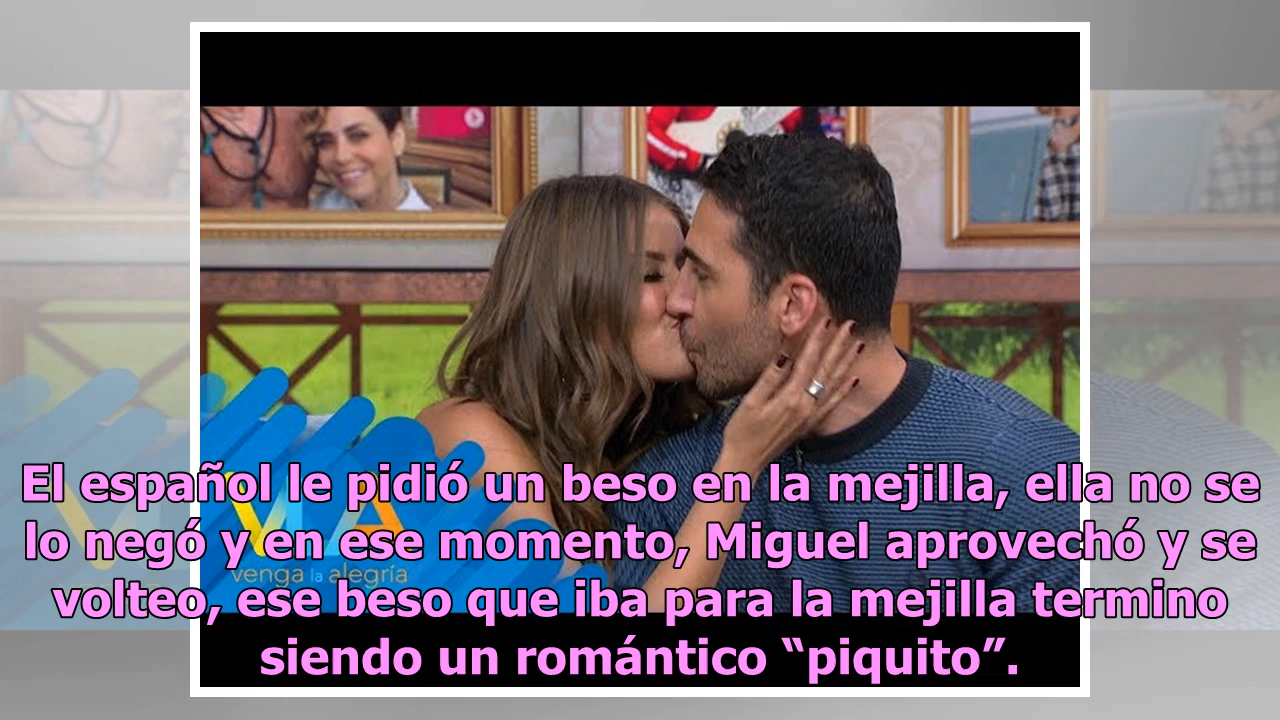 El español le pidió un beso en la mejilla, ella no se
lo negó y en ese momento, Miguel aprovechó y se
volteo, ese beso que iba para la mejilla termino
siendo un romántico “piquito”.
VLA
venga la alegría